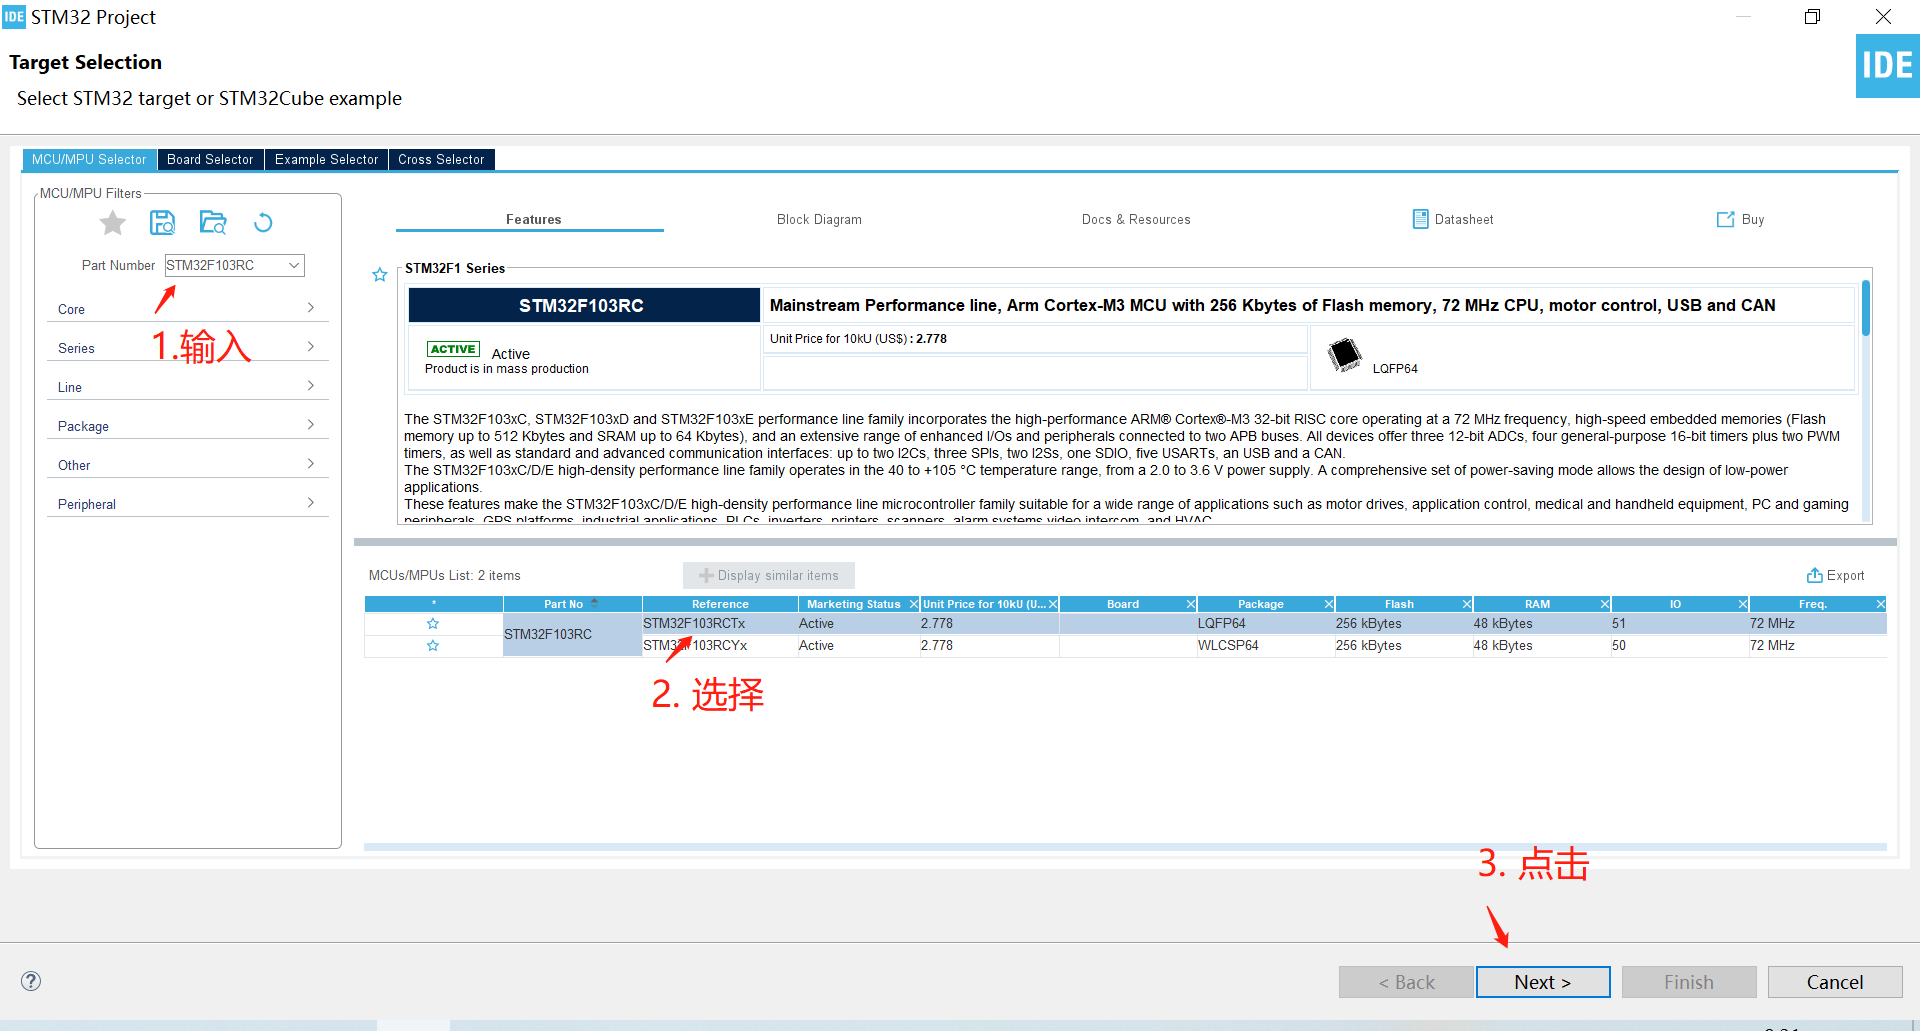 IDE STM32 Project
Target Selection
IDE
Select STM32 target or STM32Cube example
MCU/MPU Selector Board Selector Example Selector Cross Selector
MCU/MPU Filters
Part Number STM32F103RC
1.输入
Core
Series
Line
Package
Other
Peripheral
Features Block Diagram Docs & Resources Datasheet Buy
STM32F1 Series
STM32F103RC Mainstream Performance line, Arm Cortex-M3 MCU with 256 Kbytes of Flash memory, 72 MHz CPU, motor control, USB and CAN
ACTIVE Active
Product is in mass production
Unit Price for 10kU (US$) : 2.778
LQFP64
The STM32F103xC, STM32F103xD and STM32F103xE performance line family incorporates the high-performance ARM® Cortex®-M3 32-bit RISC core operating at a 72 MHz frequency, high-speed embedded memories (Flash
memory up to 512 Kbytes and SRAM up to 64 Kbytes), and an extensive range of enhanced I/Os and peripherals connected to two APB buses. All devices offer three 12-bit ADCs, four general-purpose 16-bit timers plus two PWM
timers, as well as standard and advanced communication interfaces: up to two I2Cs, three SPIs, two I2Ss, one SDIO, five USARTs, an USB and a CAN.
The STM32F103xC/D/E high-density performance line family operates in the 40 to +105 °C temperature range, from a 2.0 to 3.6 V power supply. A comprehensive set of power-saving mode allows the design of low-power
applications.
These features make the STM32F103xC/D/E high-density performance line microcontroller family suitable for a wide range of applications such as motor drives, application control, medical and handheld equipment, PC and gaming
peripherals, GPS platforms, industrial applications, PLCs, inverters, printers, scanners, alarm systems video intercom, and HVAC.
MCUs/MPUs List: 2 items Display similar items Export
* Part No Reference Marketing Status Unit Price for 10kU (U... Board Package Flash RAM IO Freq.
STM32F103RC STM32F103RCTx Active 2.778 LQFP64 256 kBytes 48 kBytes 51 72 MHz
STM32F103RCYx Active 2.778 WLCSP64 256 kBytes 48 kBytes 50 72 MHz
2. 选择
3. 点击
? < Back Next > Finish Cancel